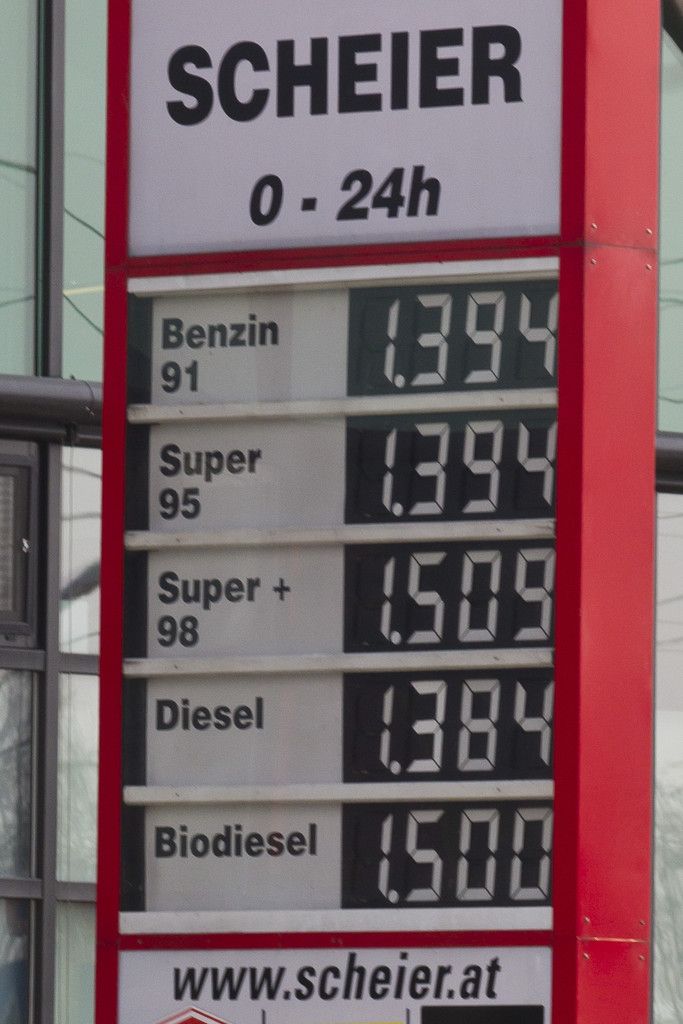 SCHEIER
0 - 24h
Benzin
91
1.394
Super
95
1.394
Super +
98
1.509
Diesel
1.384
Biodiesel
1.500
www.scheier.at